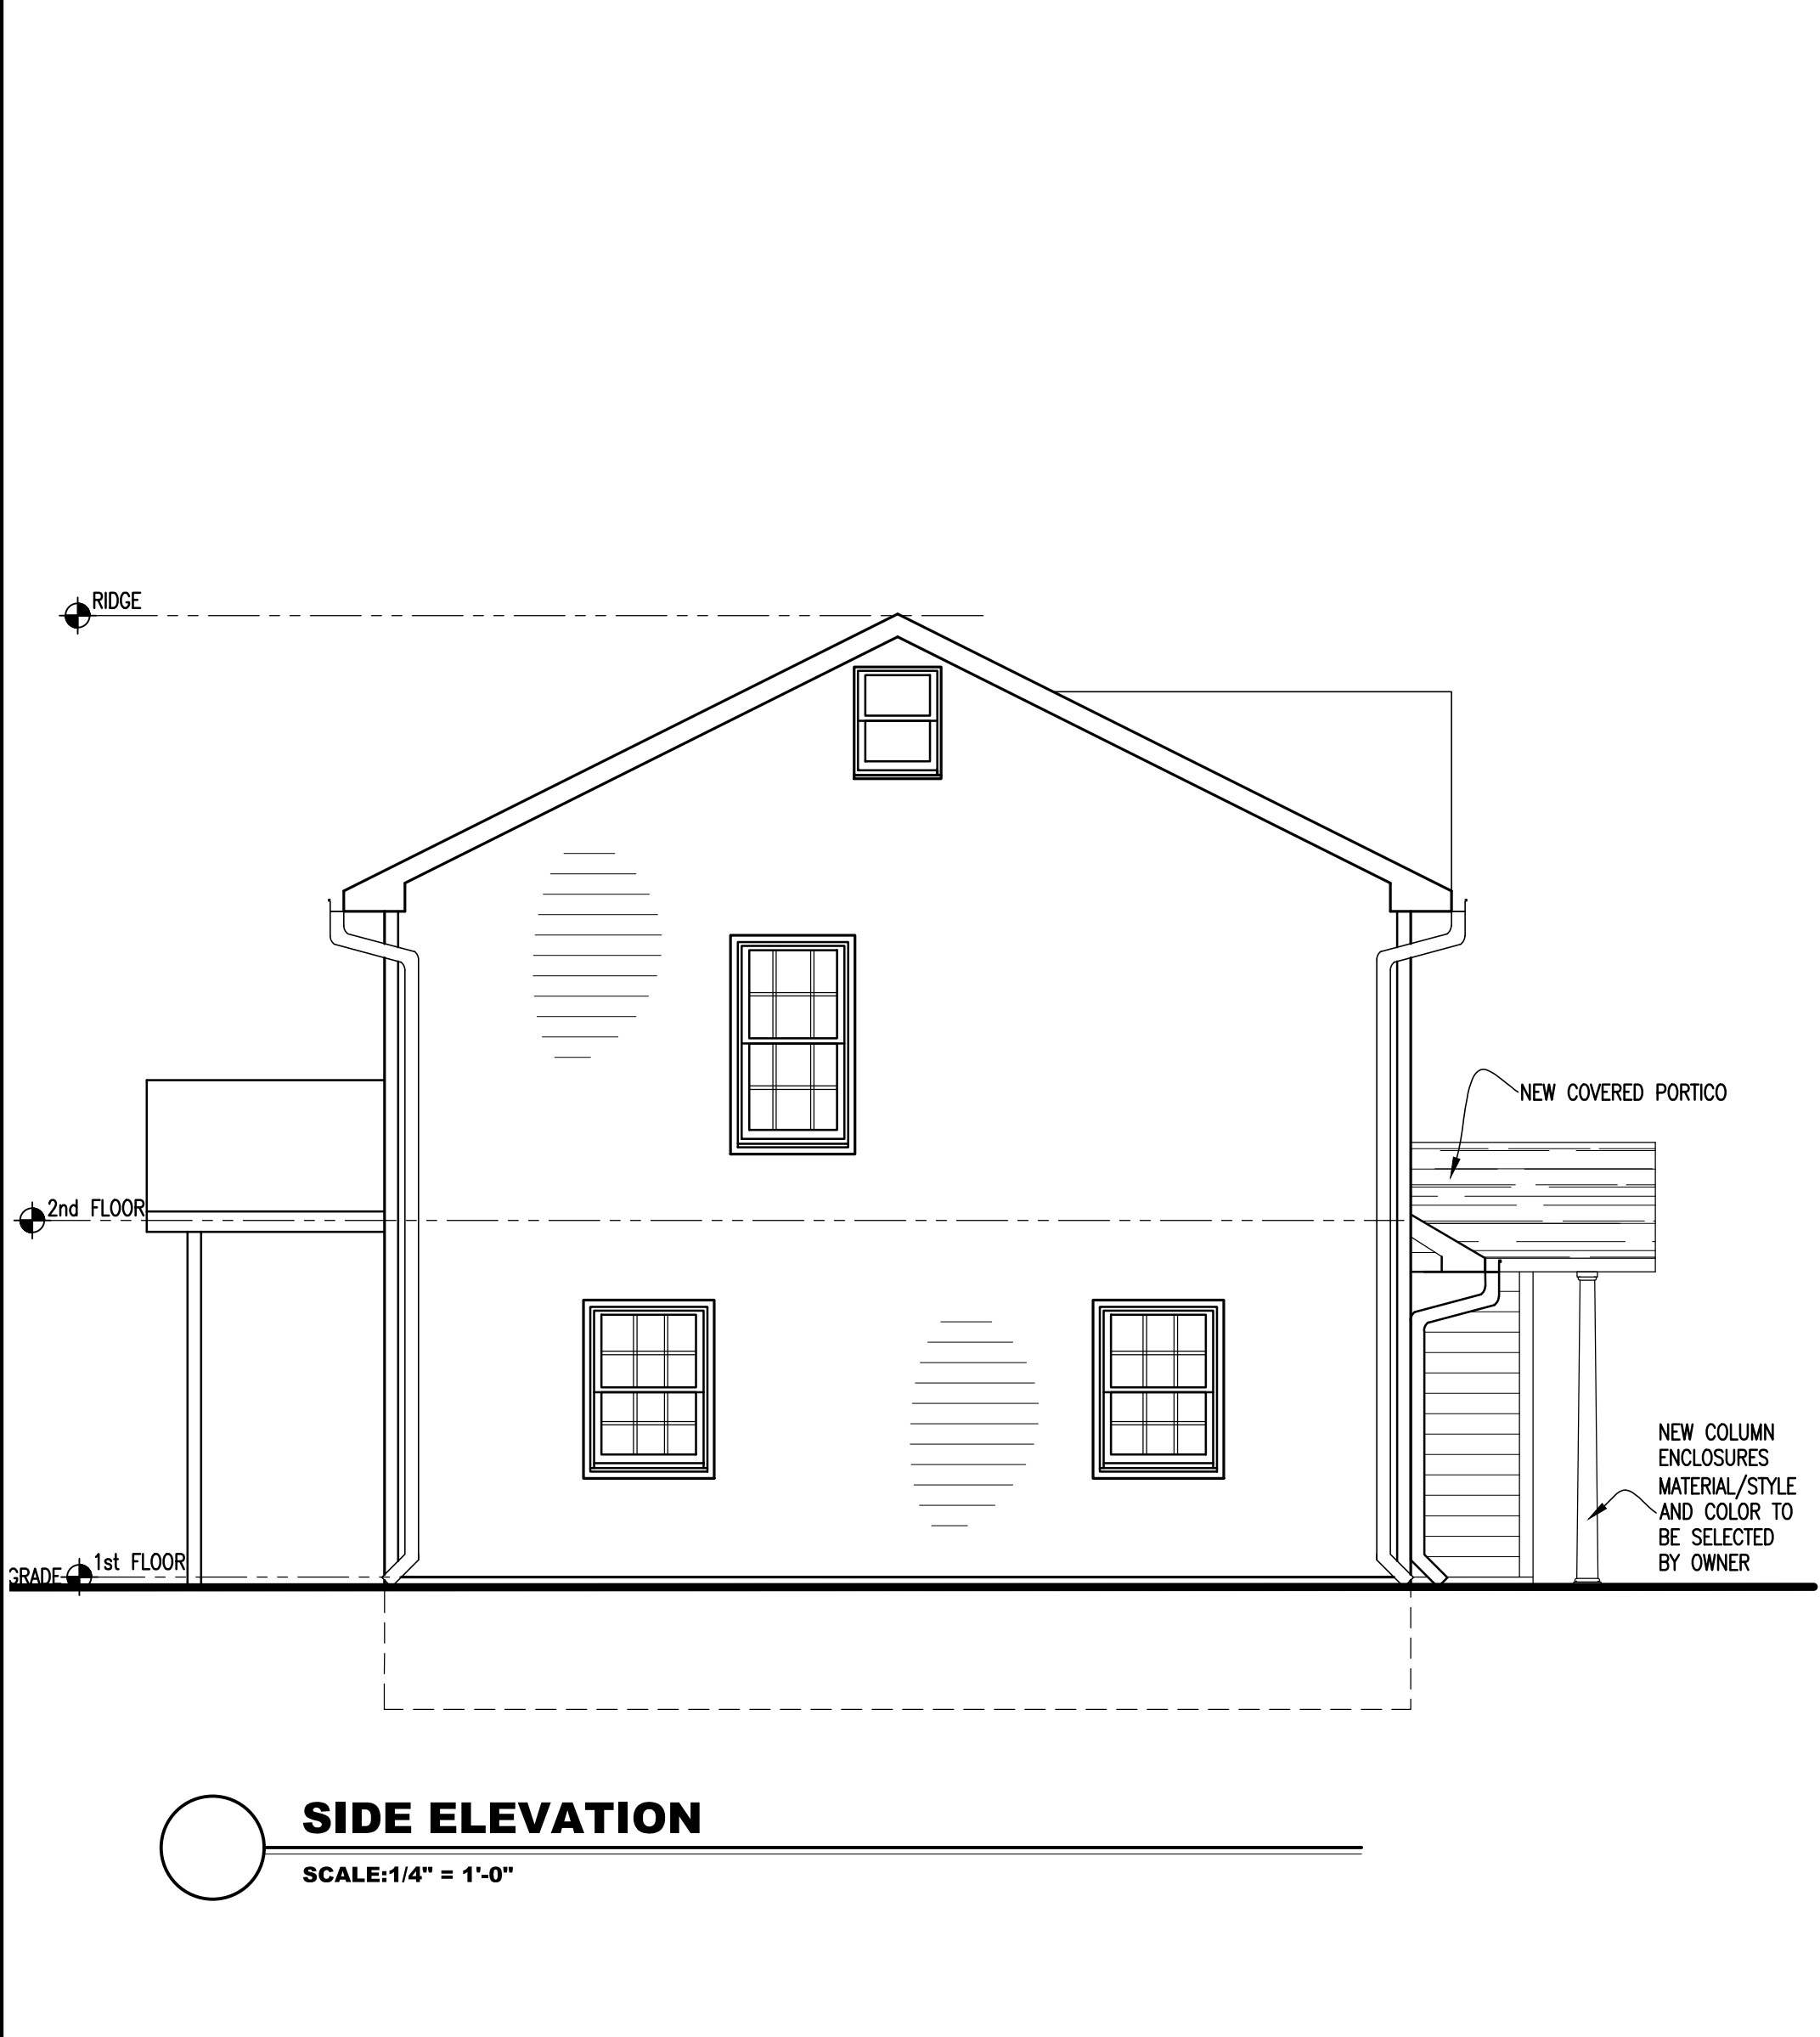 RIDGE
NEW COVERED PORTICO
2nd FLOOR
NEW COLUMN
ENCLOSURES
MATERIAL/STYLE
AND COLOR TO
BE SELECTED
BY OWNER
1st FLOOR
GRADE
SIDE ELEVATION
SCALE:1/4" = 1'-0"